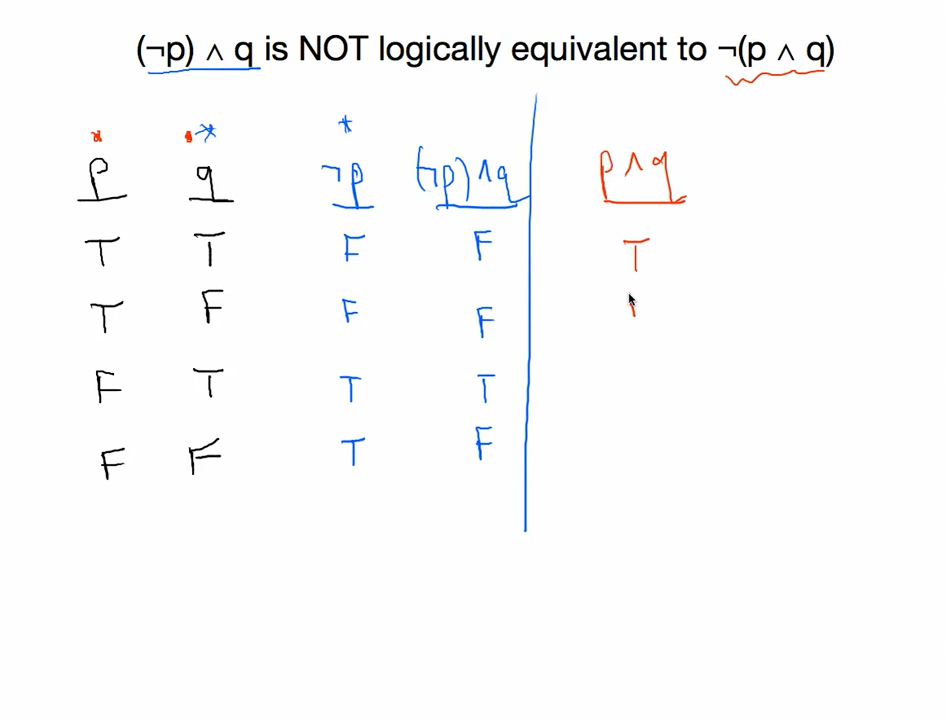 (¬p) ∧ q is NOT logically equivalent to ¬(p ∧ q)
* •* *
p q ¬p (¬p) ∧q p ∧ q
T T F F T
T F F F
F T T T
F F T F